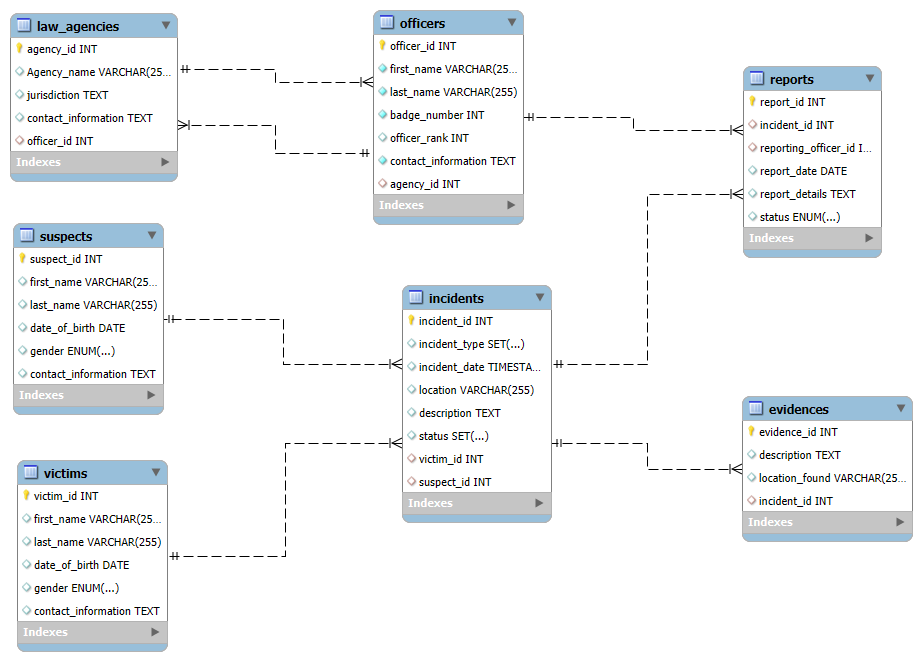 law_agencies
agency_id INT
Agency_name VARCHAR(25...
jurisdiction TEXT
contact_information TEXT
officer_id INT
Indexes
officers
officer_id INT
first_name VARCHAR(25...
last_name VARCHAR(255)
badge_number INT
officer_rank INT
contact_information TEXT
agency_id INT
Indexes
reports
report_id INT
incident_id INT
reporting_officer_id I...
report_date DATE
report_details TEXT
status ENUM(...)
Indexes
suspects
suspect_id INT
first_name VARCHAR(25...
last_name VARCHAR(255)
date_of_birth DATE
gender ENUM(...)
contact_information TEXT
Indexes
incidents
incident_id INT
incident_type SET(...)
incident_date TIMESTA...
location VARCHAR(255)
description TEXT
status SET(...)
victim_id INT
suspect_id INT
Indexes
evidences
evidence_id INT
description TEXT
location_found VARCHAR(25...
incident_id INT
Indexes
victims
victim_id INT
first_name VARCHAR(25...
last_name VARCHAR(255)
date_of_birth DATE
gender ENUM(...)
contact_information TEXT
Indexes